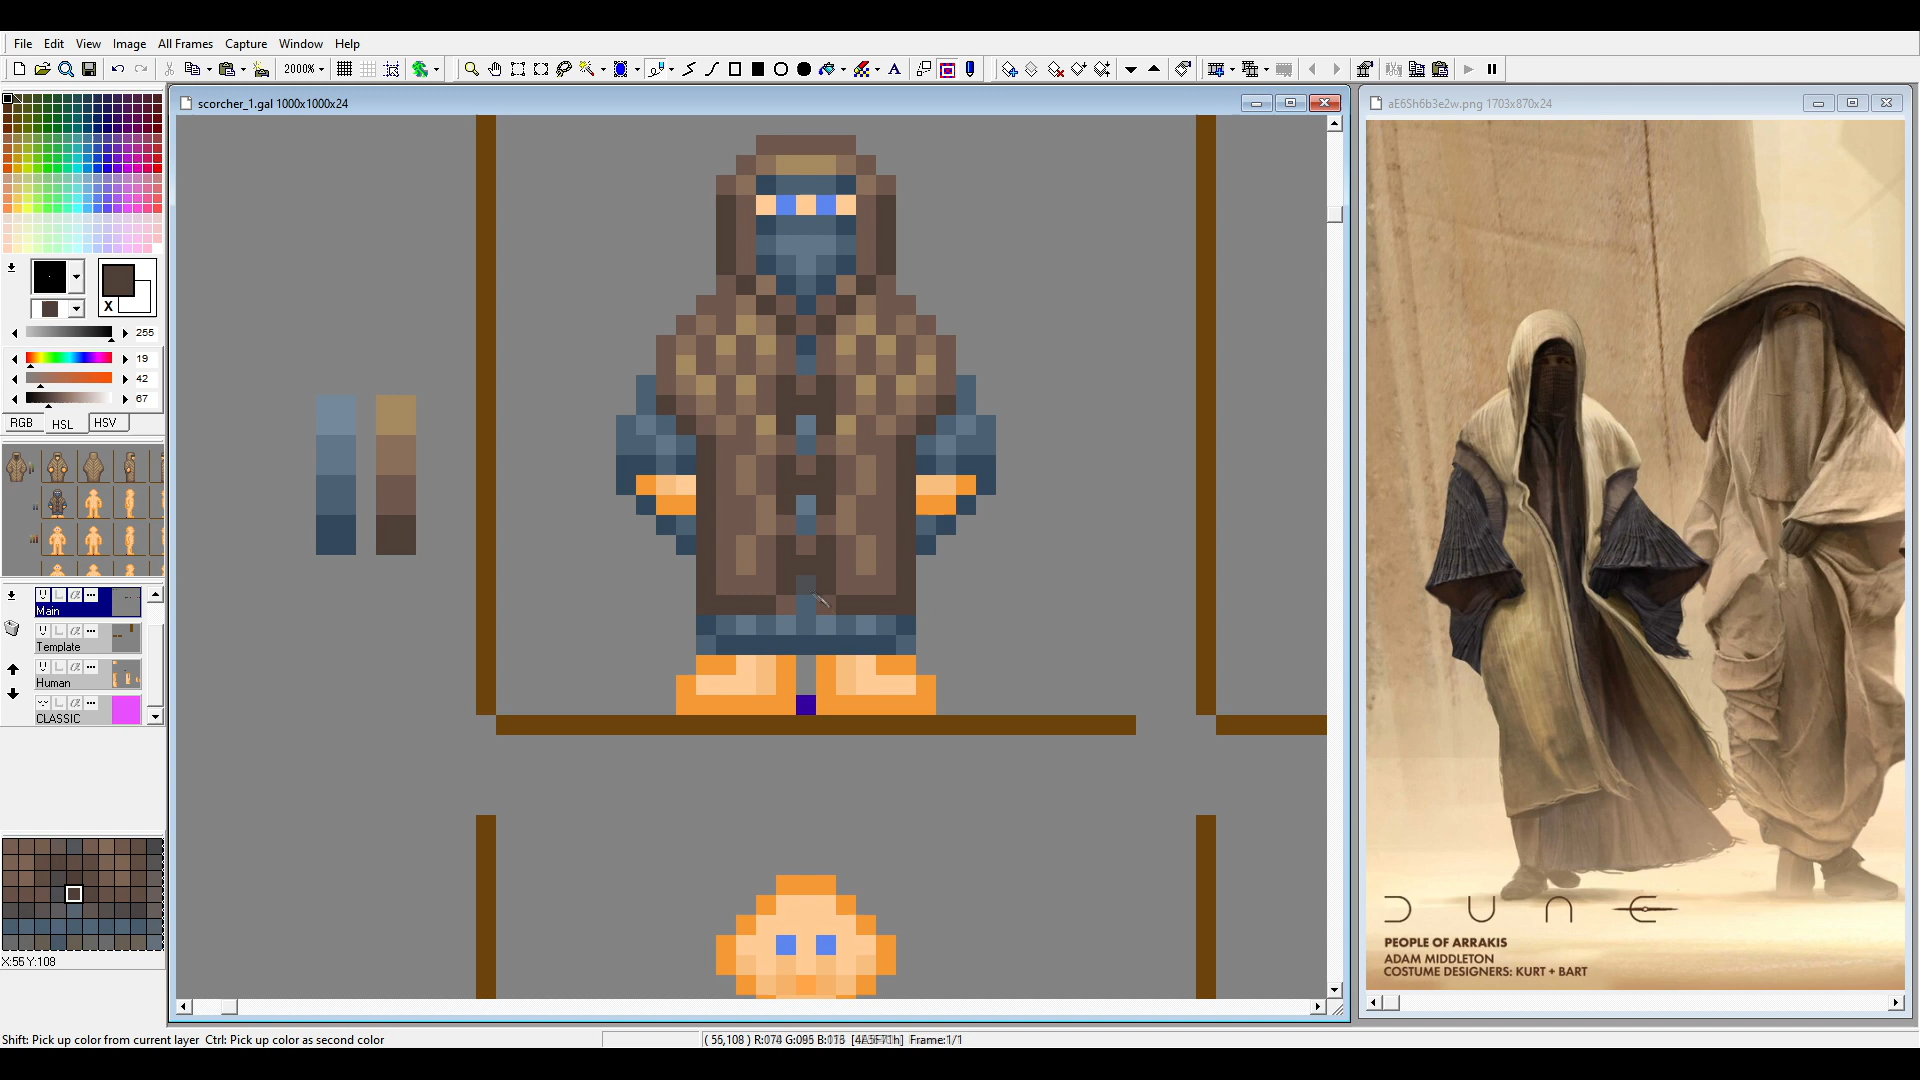 File Edit View Image All Frames Capture Window Help
2000%
A
scorcher_1.gal 1000x1000x24
aE6Sh6b3e2w.png 1703x870x24
X
255
19
42
67
RGB HSL HSV
Main
Template
Human
CLASSIC
X:55 Y:108
DUNE
PEOPLE OF ARRAKIS
ADAM MIDDLETON
COSTUME DESIGNERS: KURT + BART
Shift: Pick up color from current layer Ctrl: Pick up color as second color
( 55,108 ) R:074 G:095 Frame:1/1